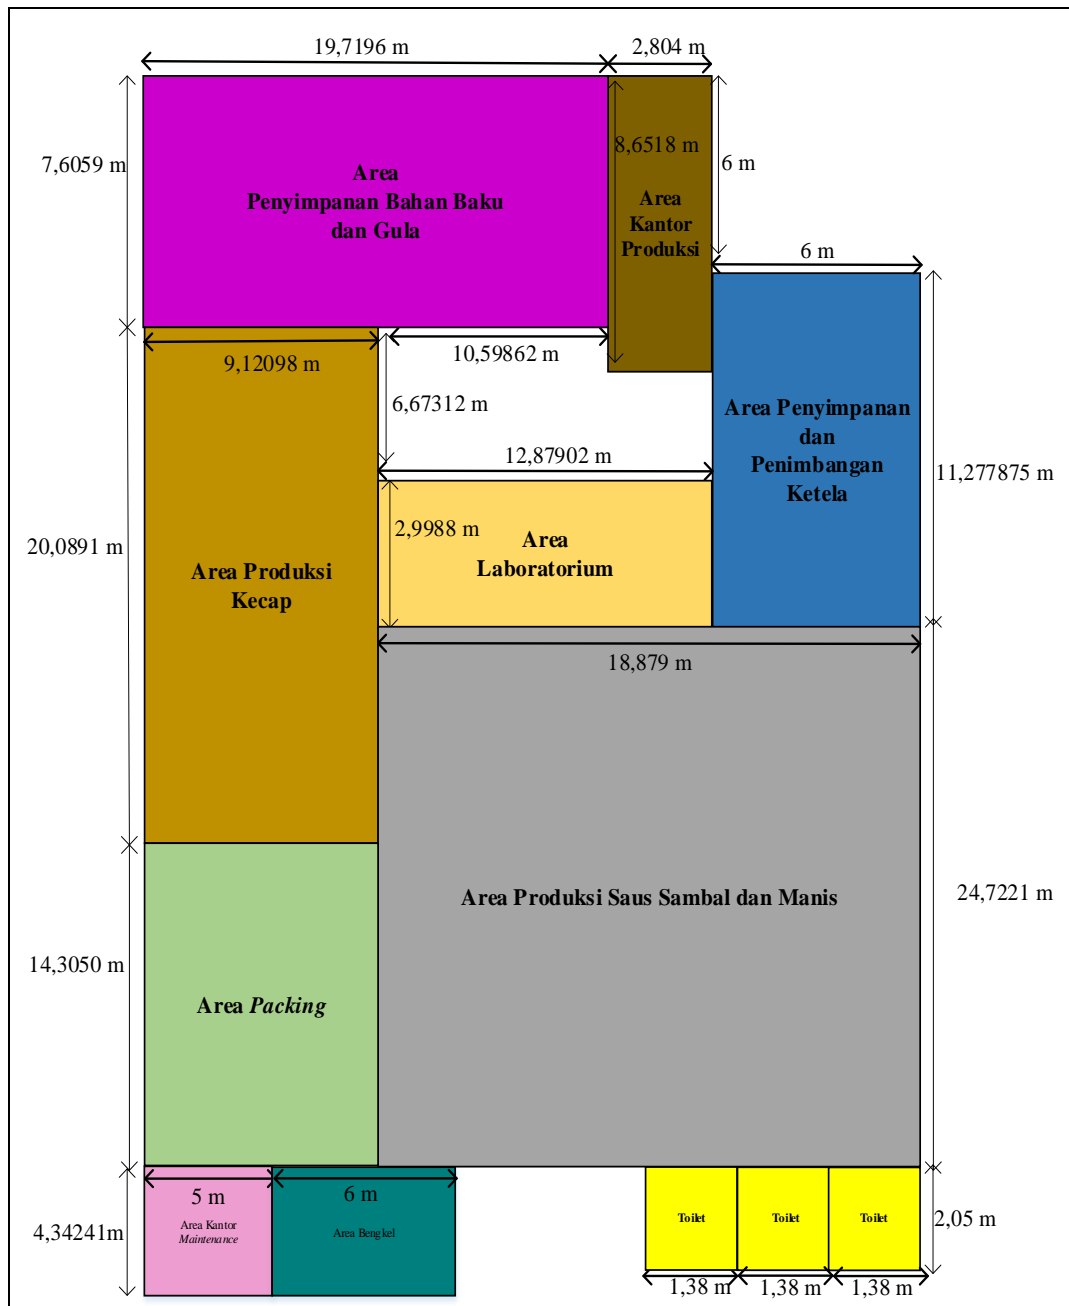 19,7196 m
2,804 m
7,6059 m
Area
Penyimpanan Bahan Baku
dan Gula
8,6518 m
Area
Kantor
Produksi
6 m
6 m
9,12098 m
10,59862 m
6,67312 m
Area Penyimpanan
dan
Penimbangan
Ketela
11,277875 m
12,87902 m
2,9988 m
Area
Laboratorium
20,0891 m
Area Produksi
Kecap
18,879 m
Area Produksi Saus Sambal dan Manis
24,7221 m
14,3050 m
Area Packing
5 m
6 m
4,34241m
Area Kantor
Maintenance
Area Bengkel
Toilet
Toilet
Toilet
2,05 m
1,38 m
1,38 m
1,38 m